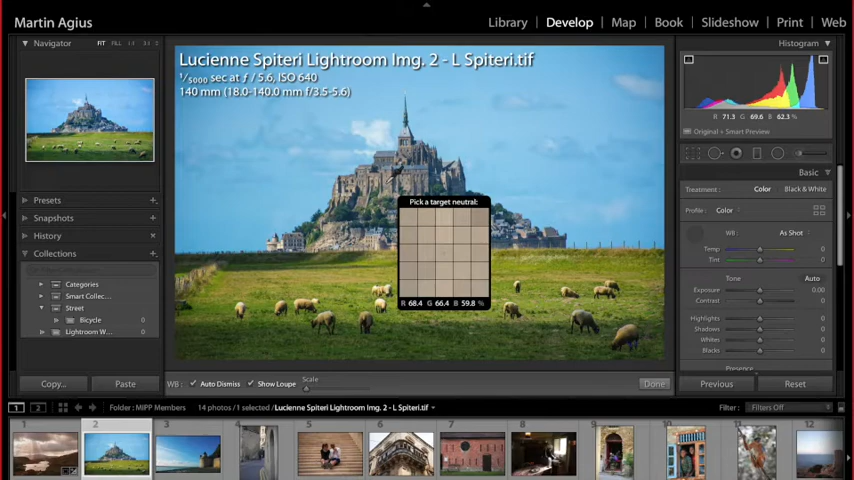 Martin Agius
Library | Develop | Map | Book | Slideshow | Print | Web
Navigator FIT FILL 1:1 3:1
Presets
Snapshots
History
Collections
Categories
Smart Collec...
Street
Bicycle 0
Lightroom W... 0
Copy... Paste
Lucienne Spiteri Lightroom Img. 2 - L Spiteri.tif
1/5000 sec at ƒ / 5.6, ISO 640
140 mm (18.0-140.0 mm f/3.5-5.6)
Pick a target neutral:
R 68.4 G 66.4 B 59.8 %
WB: Auto Dismiss Show Loupe Scale
Done
Histogram
R 71.3 G 69.6 B 62.3 %
Original + Smart Preview
Basic
Treatment: Color Black & White
Profile: Color
WB: As Shot
Temp 0
Tint 0
Tone Auto
Exposure 0.00
Contrast 0
Highlights 0
Shadows 0
Whites 0
Blacks 0
Presence
Previous Reset
1 2 Folder: MIPP Members 14 photos / 1 selected / Lucienne Spiteri Lightroom Img. 2 - L Spiteri.tif Filter: Filters Off
1 2 3 4 5 6 7 8 9 10 11 12